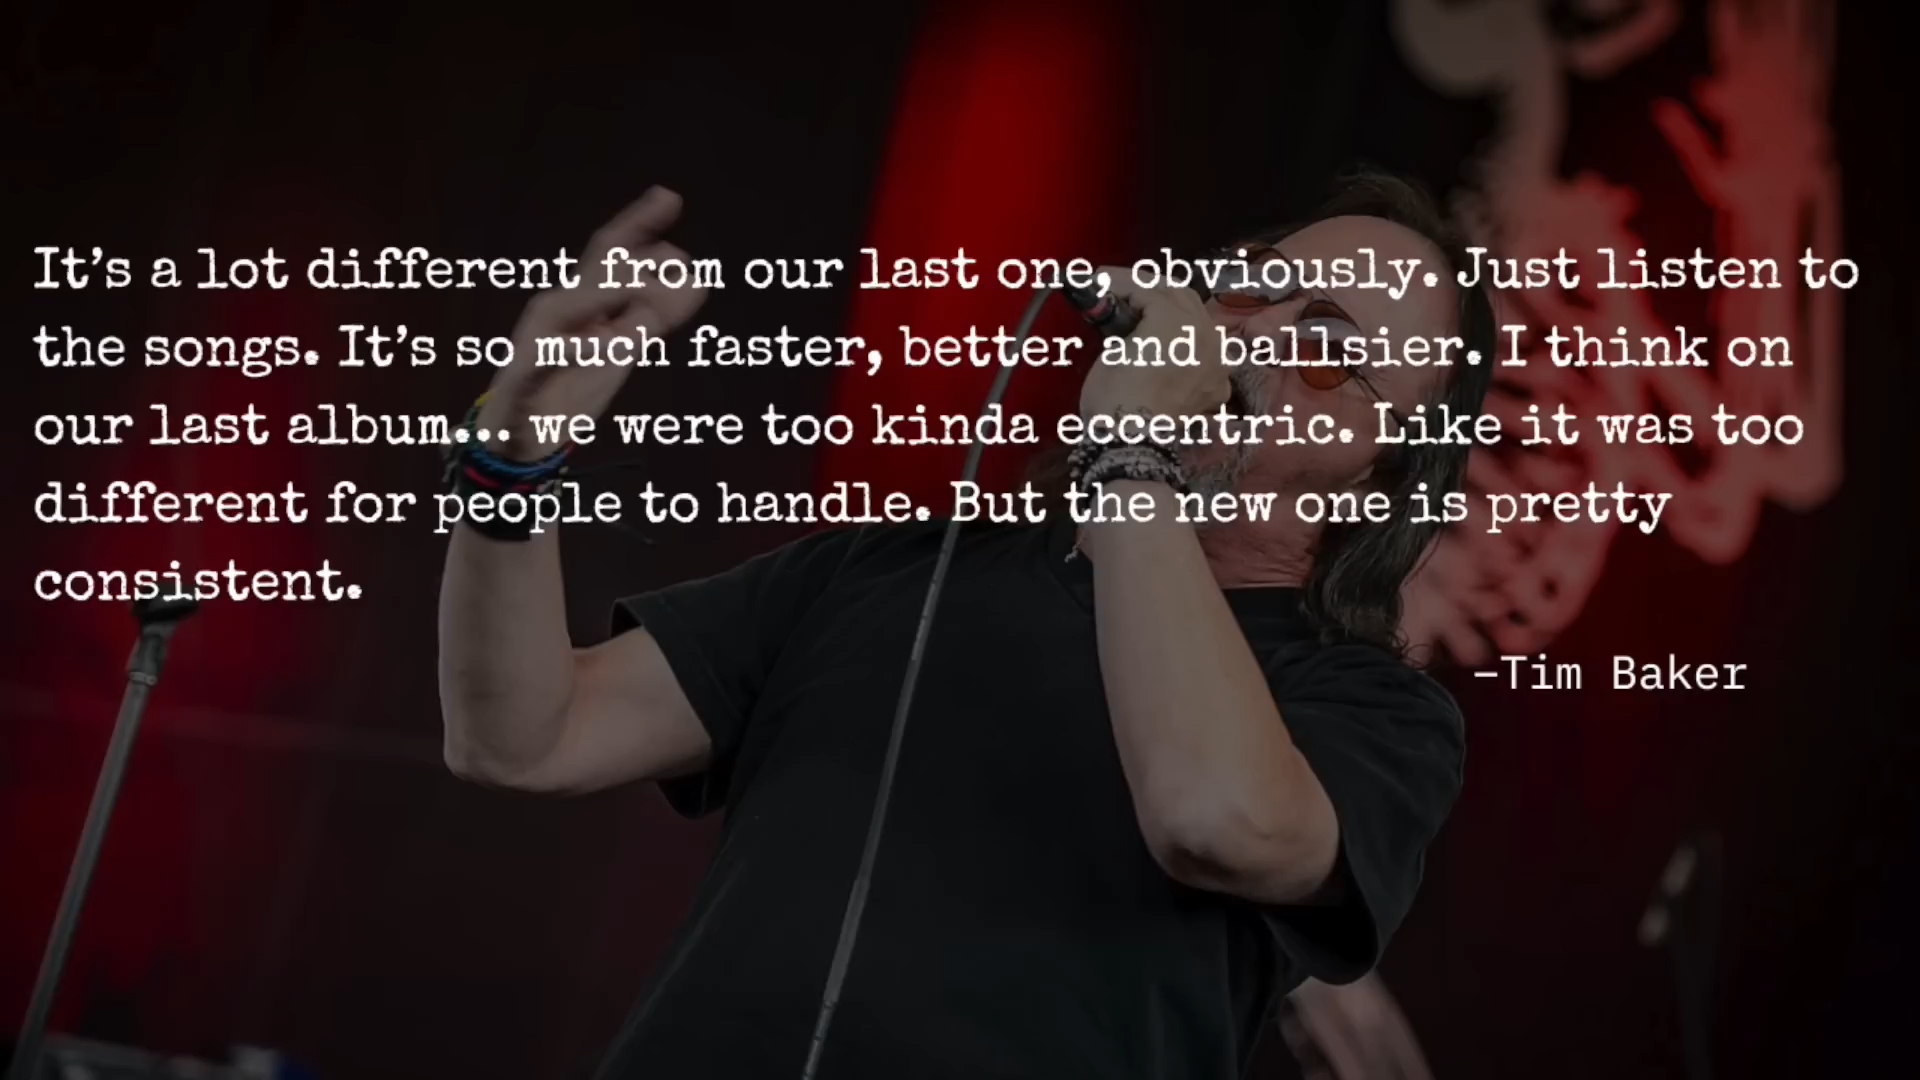 It’s a lot different from our last one, obviously. Just listen to
the songs. It’s so much faster, better and ballsier. I think on
our last album... we were too kinda eccentric. Like it was too
different for people to handle. But the new one is pretty
consistent.
–Tim Baker